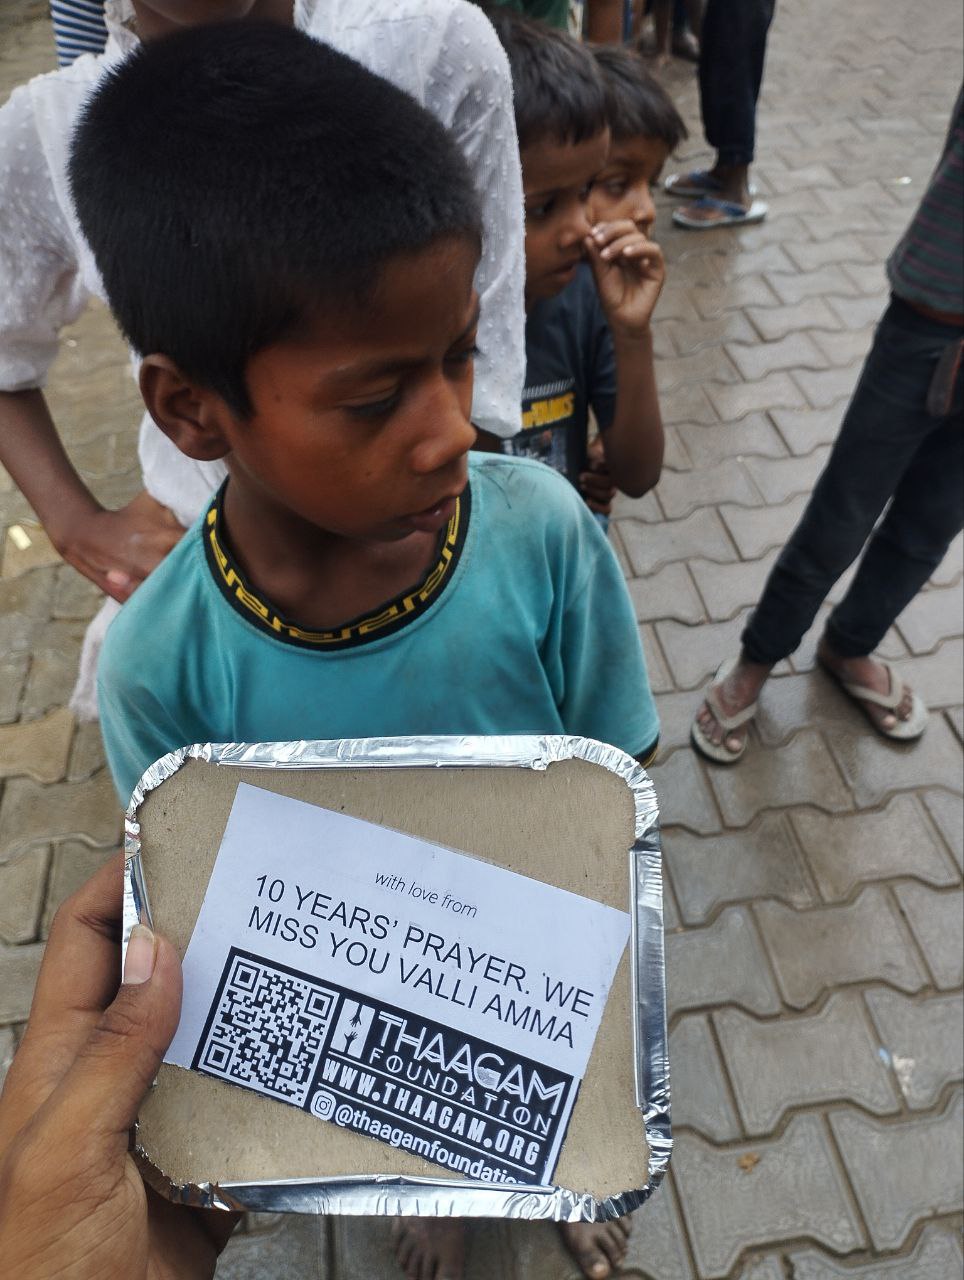 with love from
10 YEARS' PRAYER. WE
MISS YOU VALLI AMMA
THAAGAM
FOUNDATION
WWW.THAAGAM.ORG
@thaagamfoundation